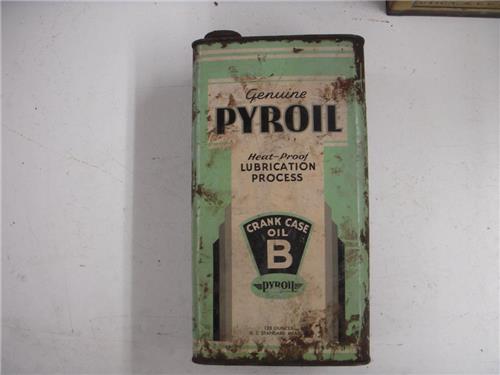 Genuine
PYROIL
Heat-Proof
LUBRICATION
PROCESS
CRANK CASE
OIL
B
PYROIL